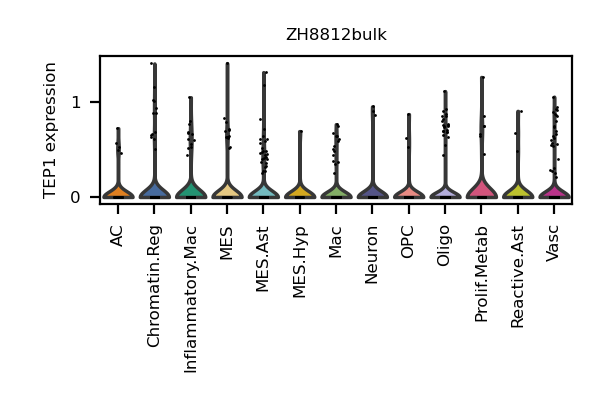 ZH8812bulk
TEP1 expression
1
0
AC
Chromatin.Reg
Inflammatory.Mac
MES
MES.Ast
MES.Hyp
Mac
Neuron
OPC
Oligo
Prolif.Metab
Reactive.Ast
Vasc